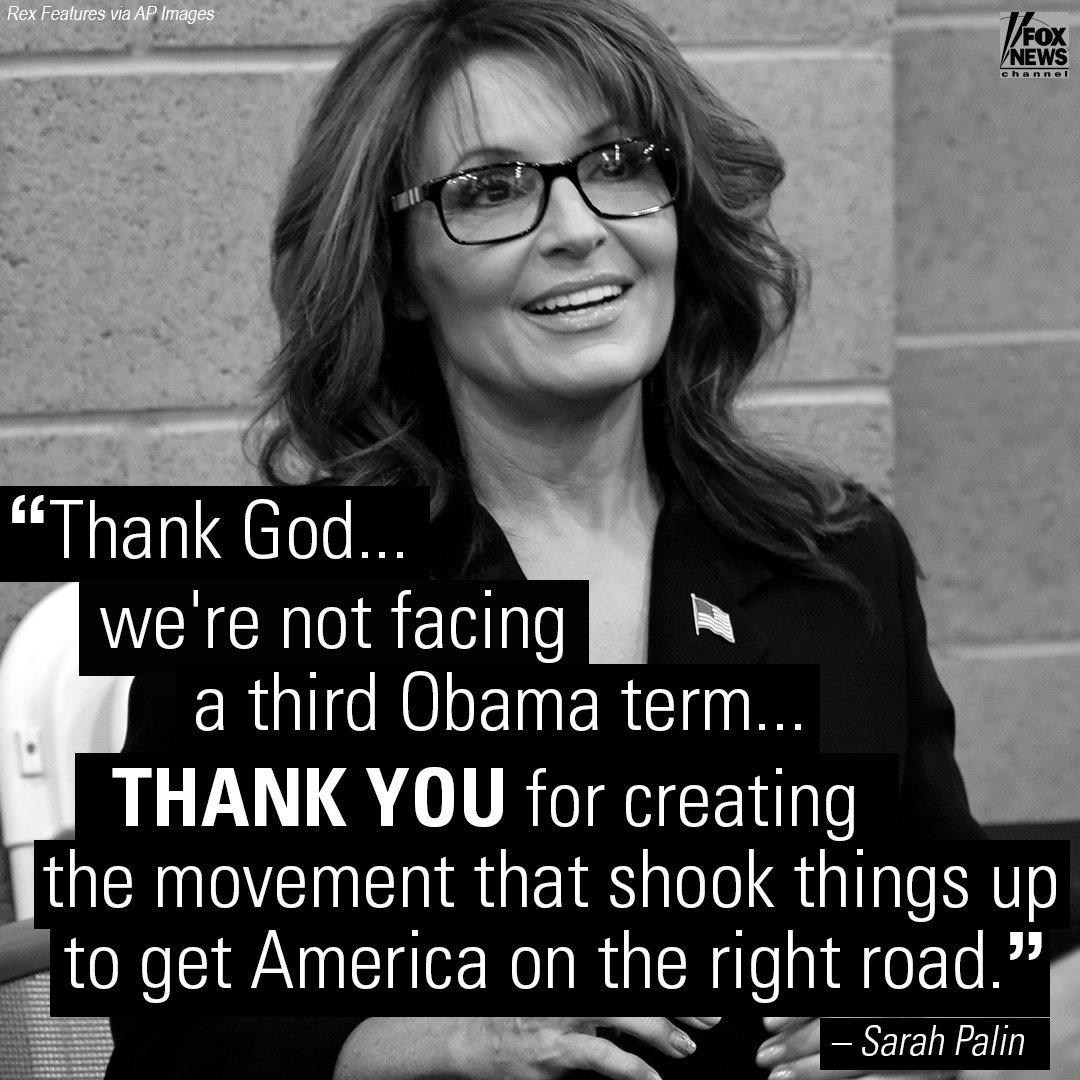 Rex Features via AP Images
FOX
NEWS
channel
“Thank God...
we're not facing
a third Obama term...
THANK YOU for creating
the movement that shook things up
to get America on the right road.”
– Sarah Palin